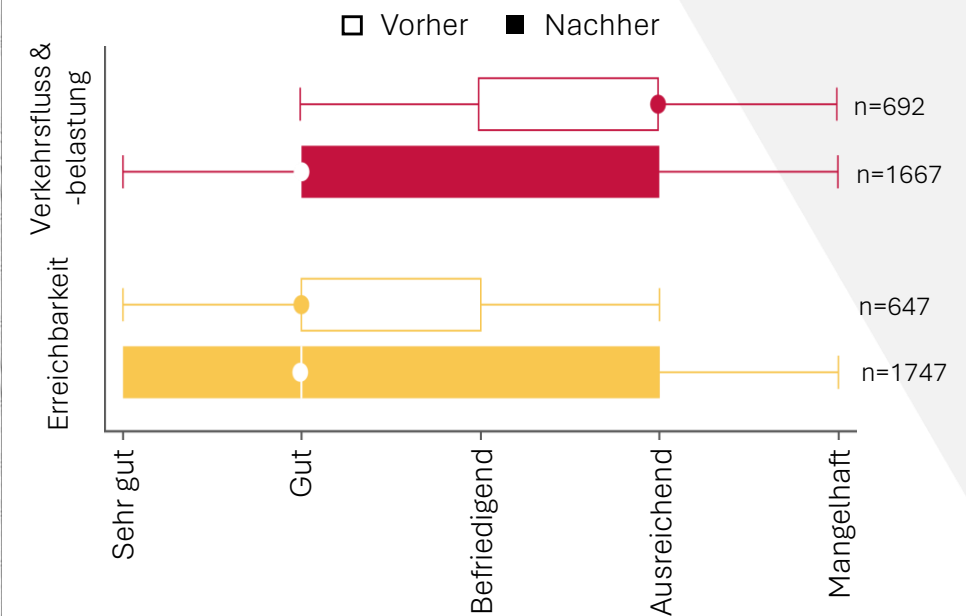 Vorher Nachher
Verkehrsfluss &
-belastung
n=692
n=1667
Erreichbarkeit
n=647
n=1747
Sehr gut
Gut
Befriedigend
Ausreichend
Mangelhaft